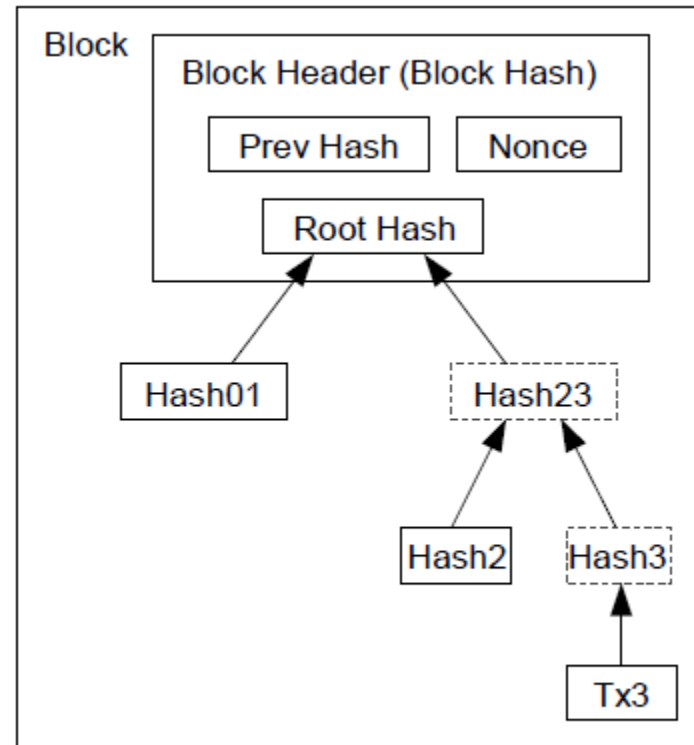 Block
Block Header (Block Hash)
Prev Hash
Nonce
Root Hash
Hash01
Hash23
Hash2
Hash3
Tx3